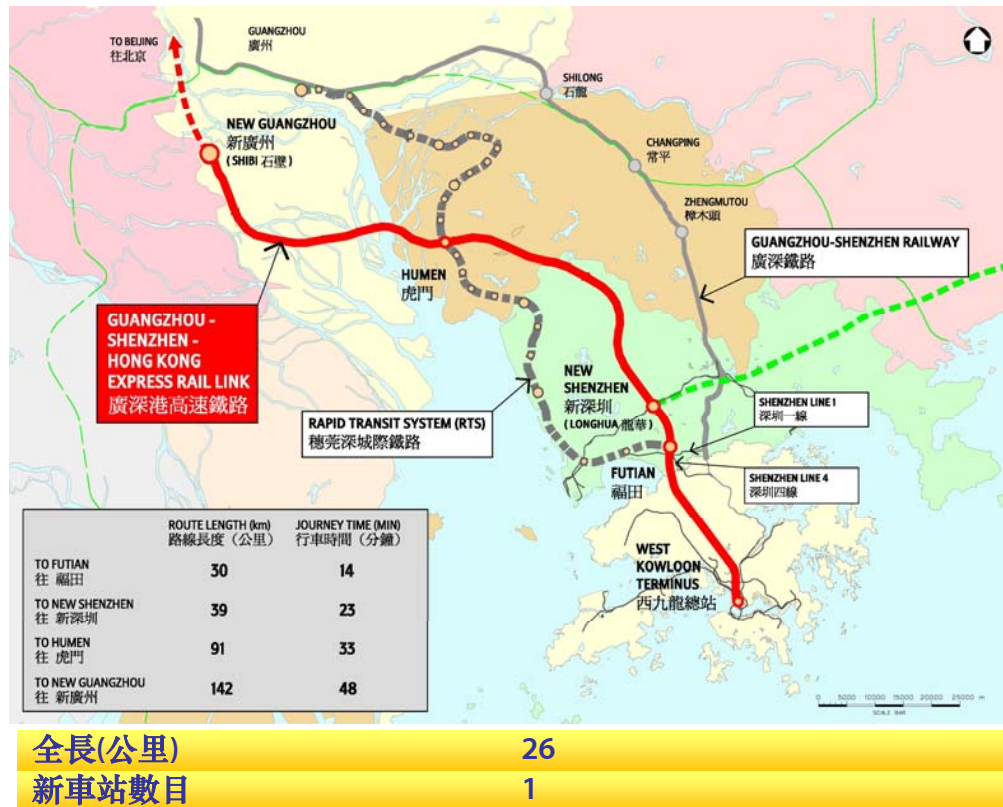 TO BEIJING
往北京
GUANGZHOU
廣州
SHILONG
石龍
NEW GUANGZHOU
新廣州
(SHIBI 石壁)
CHANGPING
常平
ZHENGMUTOU
樟木頭
GUANGZHOU-SHENZHEN RAILWAY
廣深鐵路
HUMEN
虎門
GUANGZHOU -
SHENZHEN -
HONG KONG
EXPRESS RAIL LINK
廣深港高速鐵路
NEW
SHENZHEN
新深圳
(LONGHUA 龍華)
SHENZHEN LINE 1
深圳一線
RAPID TRANSIT SYSTEM (RTS)
穗莞深城際鐵路
FUTIAN
福田
SHENZHEN LINE 4
深圳四線
WEST
KOWLOON
TERMINUS
西九龍總站
ROUTE LENGTH (km) JOURNEY TIME (MIN)
路線長度（公里） 行車時間（分鐘）
TO FUTIAN
往 福田 30 14
TO NEW SHENZHEN
往 新深圳 39 23
TO HUMEN
往 虎門 91 33
TO NEW GUANGZHOU
往 新廣州 142 48
0 5000 10000 15000 20000 25000 m
SCALE BAR
全長(公里) 26
新車站數目 1